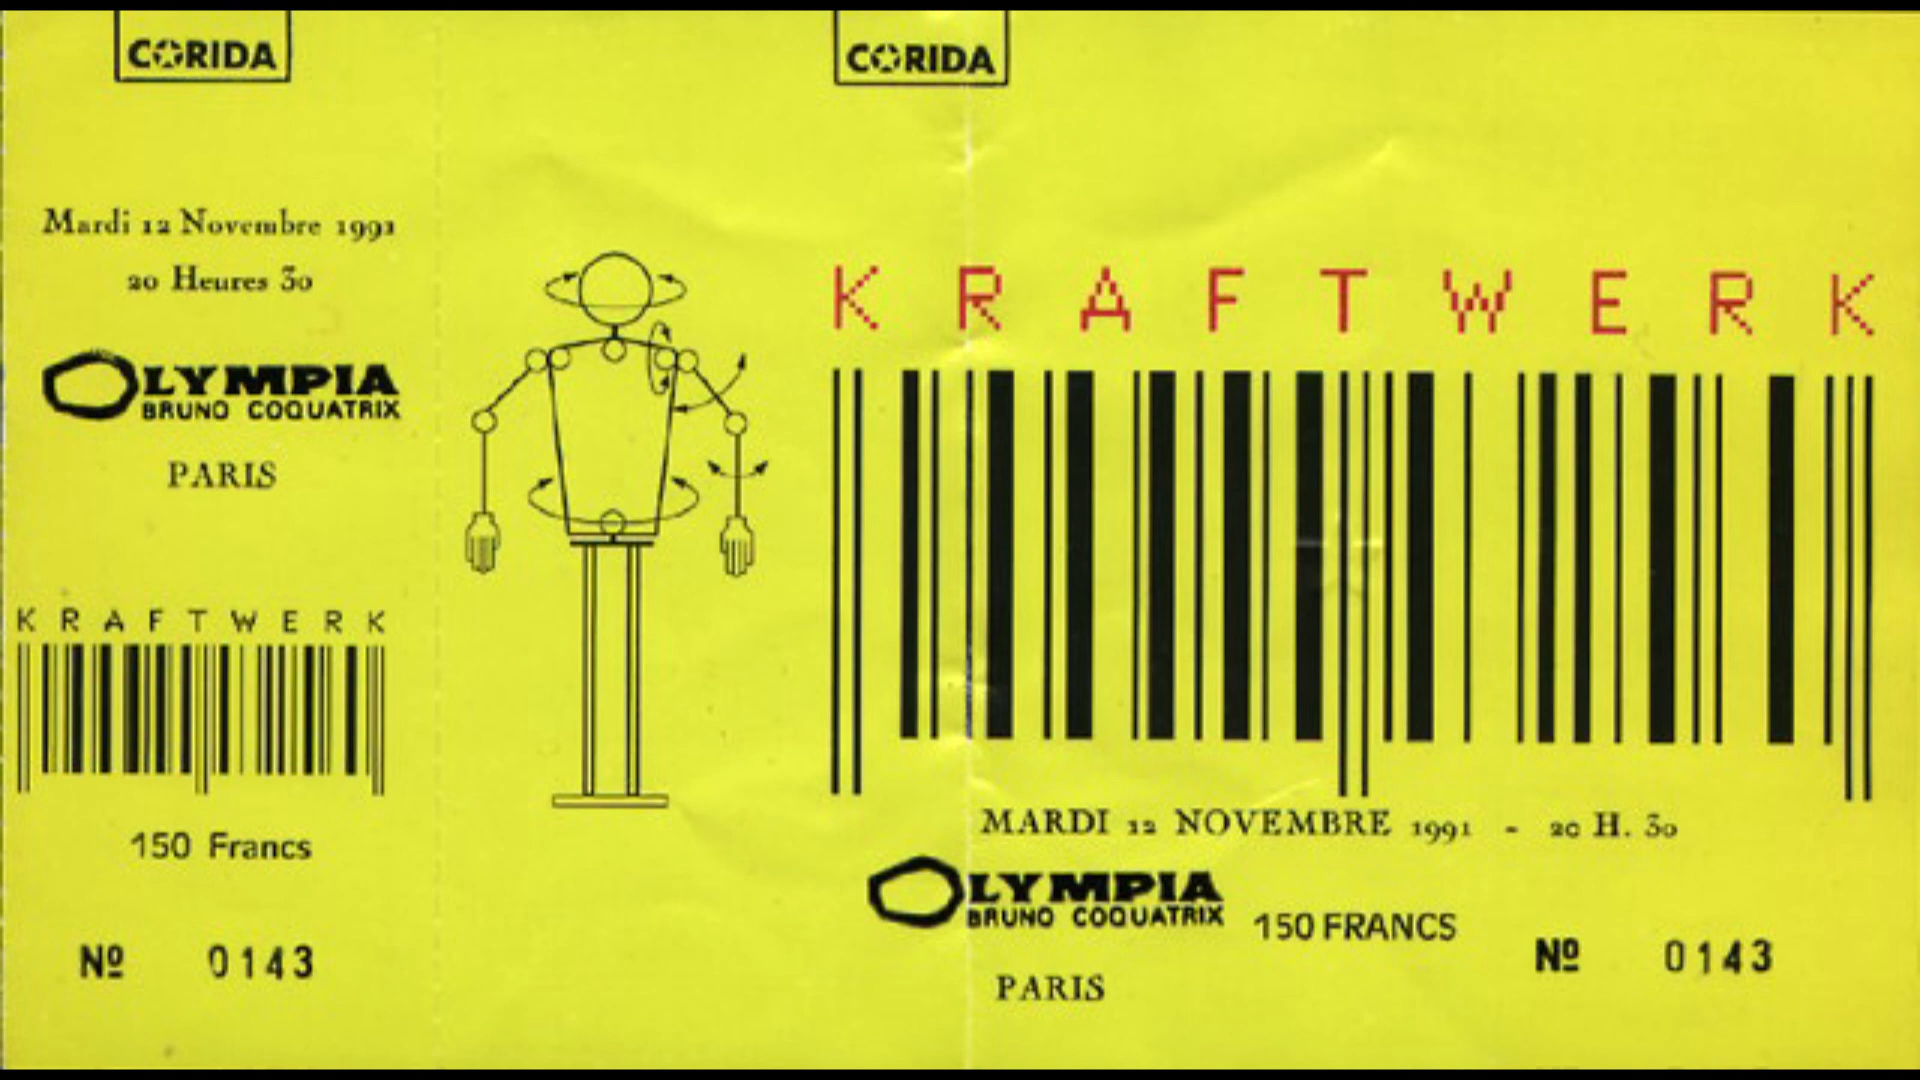 CORIDA
Mardi 12 Novembre 1991
20 Heures 30
OLYMPIA
BRUNO COQUATRIX
PARIS
KRAFTWERK
150 Francs
Nº 0143
CORIDA
KRAFTWERK
MARDI 12 NOVEMBRE 1991 - 20 H. 30
OLYMPIA
BRUNO COQUATRIX
150 FRANCS
Nº 0143
PARIS